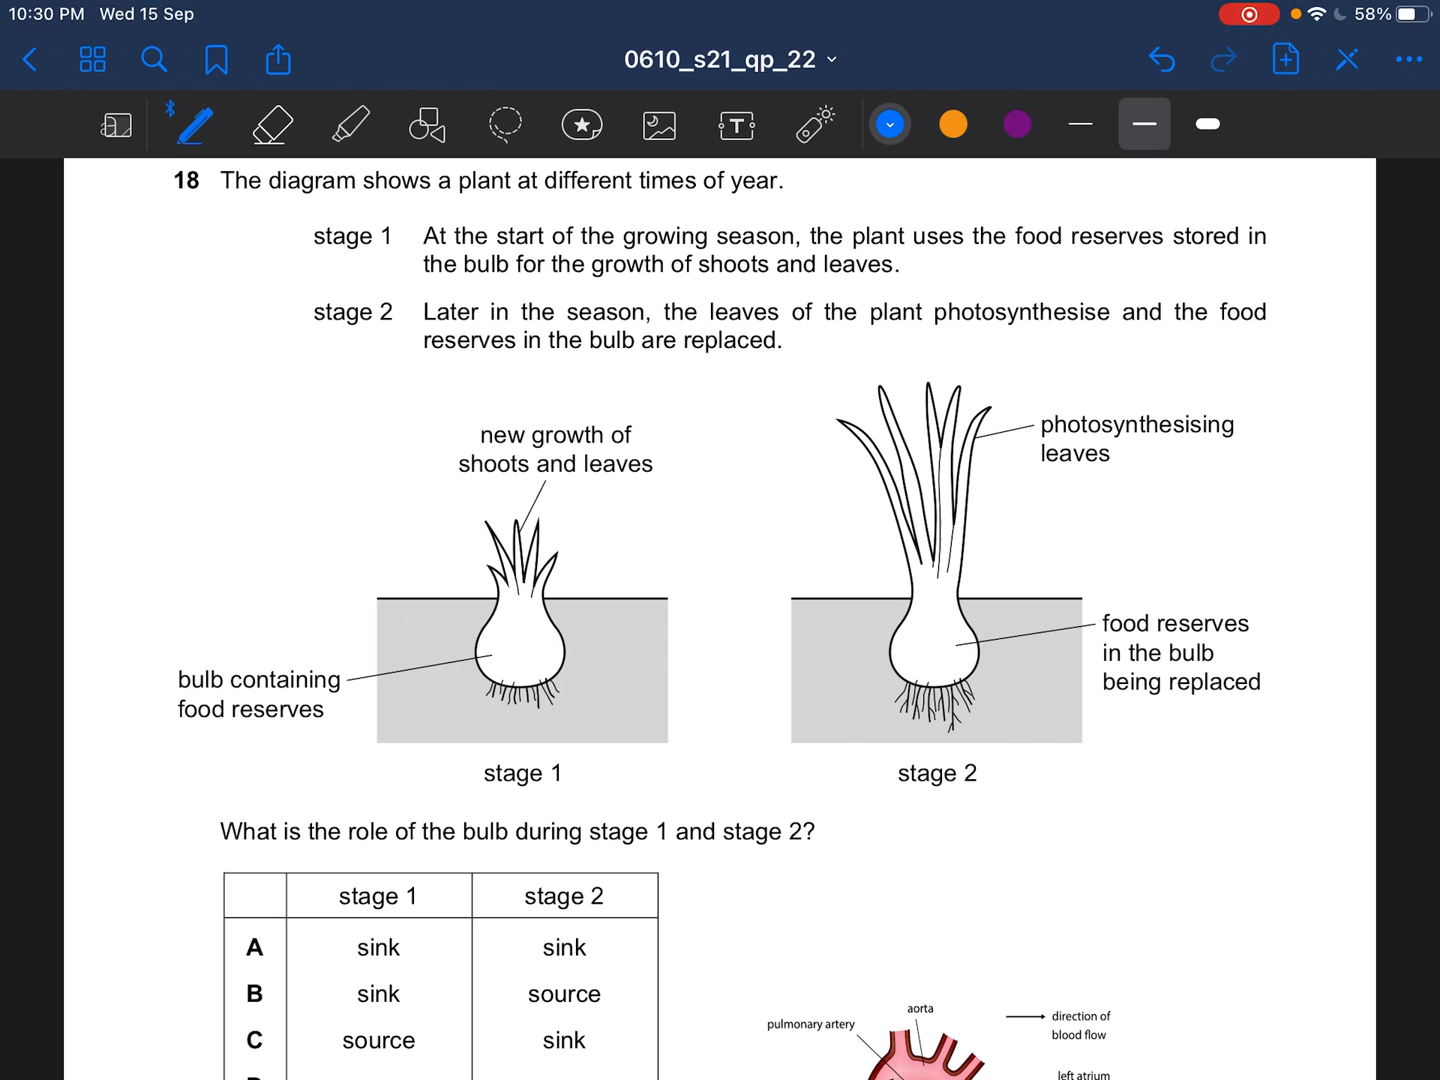 10:30 PM Wed 15 Sep
58%
0610_s21_qp_22
T
18 The diagram shows a plant at different times of year.
stage 1 At the start of the growing season, the plant uses the food reserves stored in
the bulb for the growth of shoots and leaves.
stage 2 Later in the season, the leaves of the plant photosynthesise and the food
reserves in the bulb are replaced.
new growth of
shoots and leaves
photosynthesising
leaves
bulb containing
food reserves
food reserves
in the bulb
being replaced
stage 1
stage 2
What is the role of the bulb during stage 1 and stage 2?
stage 1 stage 2
A sink sink
B sink source
C source sink
aorta
pulmonary artery
direction of
blood flow
left atrium